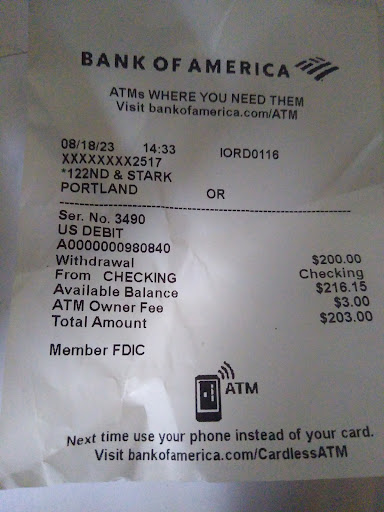 BANK OF AMERICA
ATMs WHERE YOU NEED THEM
Visit bankofamerica.com/ATM
08/18/23 14:33 IORD0116
XXXXXXXX2517
*122ND & STARK
PORTLAND OR
Ser. No. 3490
US DEBIT
A0000000980840
Withdrawal $200.00
From CHECKING Checking
Available Balance $216.15
ATM Owner Fee $3.00
Total Amount $203.00
Member FDIC
ATM
Next time use your phone instead of your card.
Visit bankofamerica.com/CardlessATM